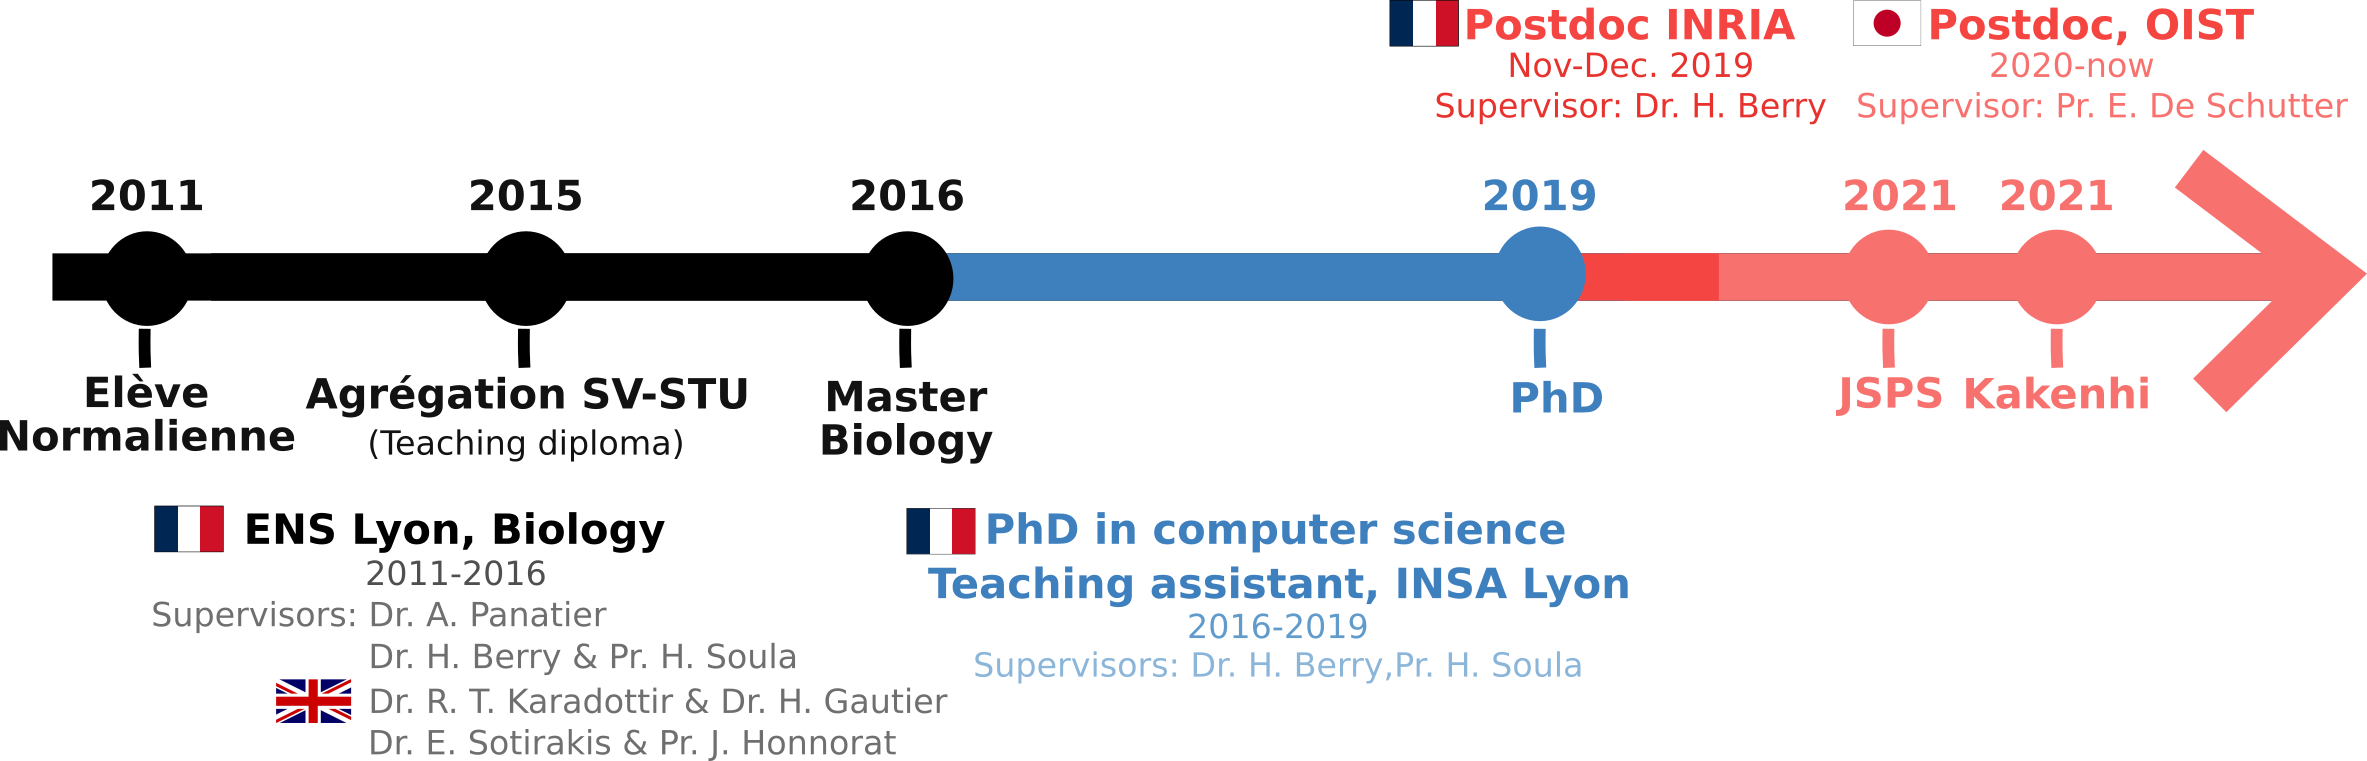 Postdoc INRIA
Nov-Dec. 2019
Supervisor: Dr. H. Berry
Postdoc, OIST
2020-now
Supervisor: Pr. E. De Schutter
2011
2015
2016
2019
2021
2021
Elève
Normalienne
Agrégation SV-STU
(Teaching diploma)
Master
Biology
PhD
JSPS
Kakenhi
ENS Lyon, Biology
2011-2016
Supervisors: Dr. A. Panatier
Dr. H. Berry & Pr. H. Soula
Dr. R. T. Karadottir & Dr. H. Gautier
Dr. E. Sotirakis & Pr. J. Honnorat
PhD in computer science
Teaching assistant, INSA Lyon
2016-2019
Supervisors: Dr. H. Berry,Pr. H. Soula